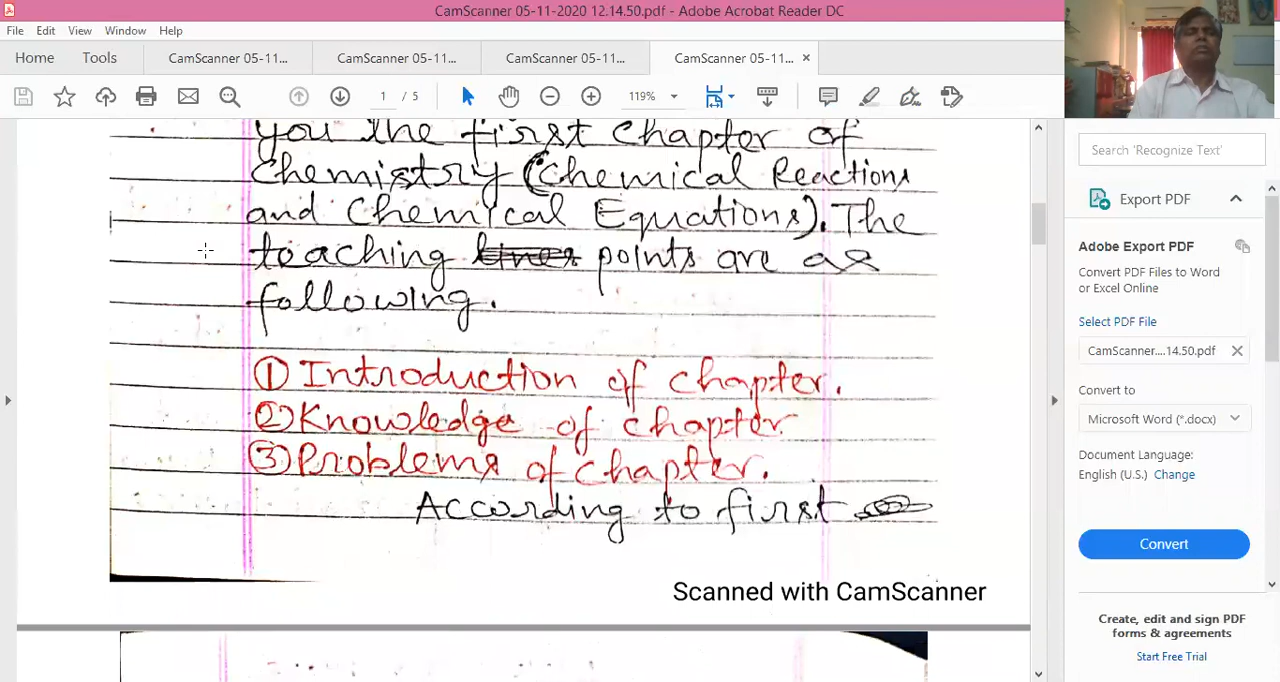 CamScanner 05-11-2020 12.14.50.pdf - Adobe Acrobat Reader DC
File Edit View Window Help
Home Tools CamScanner 05-11... CamScanner 05-11... CamScanner 05-11... CamScanner 05-11... ×
1 / 5 119%
Search 'Recognize Text'
you the first chapter of
chemistry (chemical Reactions
and chemical Equations). The
teaching points are as
following.
① Introduction of chapter.
② Knowledge of chapter.
③ Problems of chapter.
According to first
Scanned with CamScanner
Export PDF
Adobe Export PDF
Convert PDF Files to Word
or Excel Online
Select PDF File
CamScanner....14.50.pdf ×
Convert to
Microsoft Word (*.docx)
Document Language:
English (U.S.) Change
Convert
Create, edit and sign PDF
forms & agreements
Start Free Trial